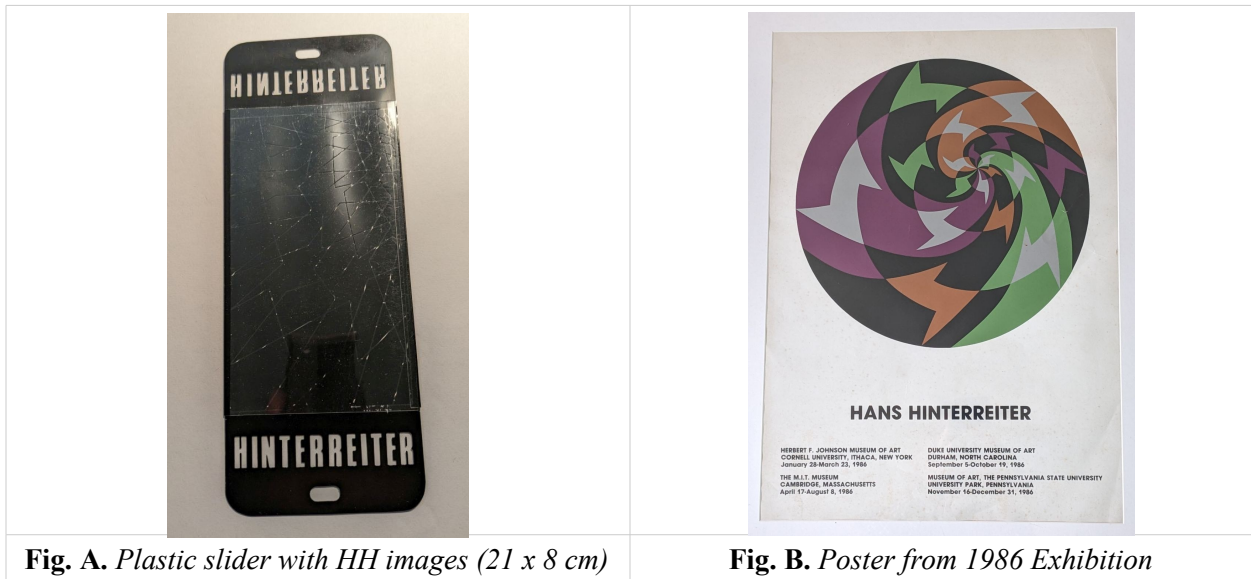 HINTERREITER
HINTERREITER
Fig. A. Plastic slider with HH images (21 x 8 cm)
HANS HINTERREITER
HERBERT F. JOHNSON MUSEUM OF ART
CORNELL UNIVERSITY, ITHACA, NEW YORK
January 28-March 23, 1986
THE M.I.T. MUSEUM
CAMBRIDGE, MASSACHUSETTS
April 17-August 8, 1986
DUKE UNIVERSITY MUSEUM OF ART
DURHAM, NORTH CAROLINA
September 5-October 19, 1986
MUSEUM OF ART, THE PENNSYLVANIA STATE UNIVERSITY
UNIVERSITY PARK, PENNSYLVANIA
November 16-December 31, 1986
Fig. B. Poster from 1986 Exhibition